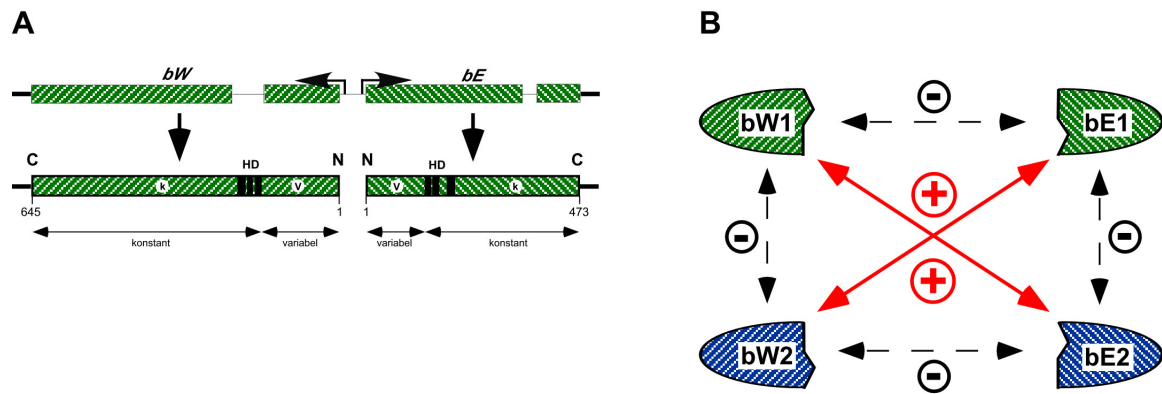 A
bW
bE
C
HD
N
N
HD
C
k
V
V
k
645
1
1
473
konstant
variabel
variabel
konstant
B
bW1
-
bE1
+
-
-
+
bW2
-
bE2